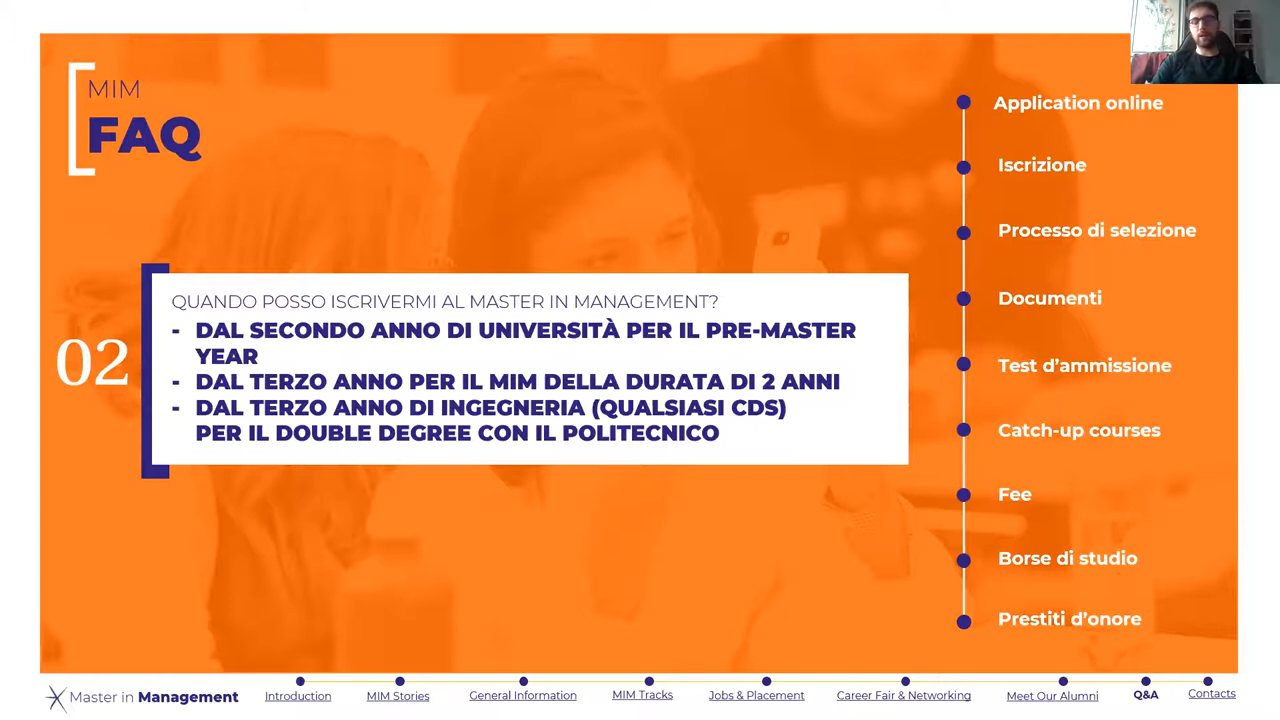 MIM
FAQ
02
QUANDO POSSO ISCRIVERMI AL MASTER IN MANAGEMENT?
- DAL SECONDO ANNO DI UNIVERSITÀ PER IL PRE-MASTER
YEAR
- DAL TERZO ANNO PER IL MIM DELLA DURATA DI 2 ANNI
- DAL TERZO ANNO DI INGEGNERIA (QUALSIASI CDS)
PER IL DOUBLE DEGREE CON IL POLITECNICO
Application online
Iscrizione
Processo di selezione
Documenti
Test d’ammissione
Catch-up courses
Fee
Borse di studio
Prestiti d’onore
Master in Management
Introduction
MIM Stories
General Information
MIM Tracks
Jobs & Placement
Career Fair & Networking
Meet Our Alumni
Q&A
Contacts